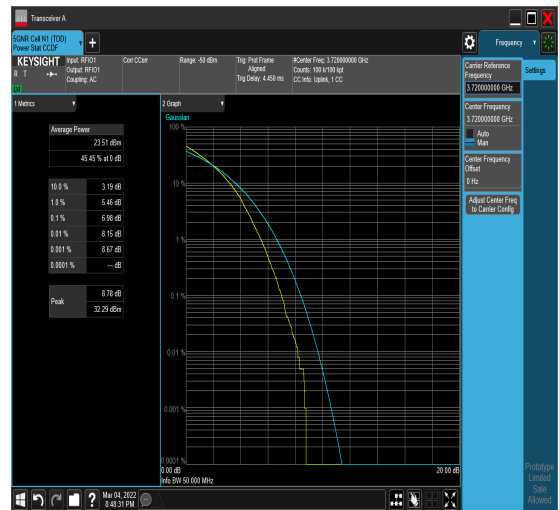 Transceiver A
5GNR Cell N1 (TDD)
Power Stat CCDF
Frequency
KEYSIGHT
R T
LXI
Input: RFIO1
Output: RFIO1
Coupling: AC
Corr CCorr
Range: -50 dBm
Trig: Prot Frame
Aligned
Trig Delay: 4.450 ms
#Center Freq: 3.720000000 GHz
Counts: 100 k/100 kpt
CC Info: Uplink, 1 CC
1 Metrics
Average Power
23.51 dBm
45.45 % at 0 dB
10.0 % 3.19 dB
1.0 % 5.46 dB
0.1 % 6.98 dB
0.01 % 8.15 dB
0.001 % 8.67 dB
0.0001 % --- dB
Peak
8.78 dB
32.29 dBm
2 Graph
Gaussian
100 %
10 %
1 %
0.1 %
0.01 %
0.001 %
0.0001 %
0.00 dB
20.00 dB
Info BW 50.000 MHz
Carrier Reference
Frequency
3.720000000 GHz
Center Frequency
3.720000000 GHz
Auto
Man
Center Frequency
Offset
0 Hz
Adjust Center Freq
to Carrier Config
Settings
Prototype
Limited
Sale
Allowed
?
Mar 04, 2022
8:48:31 PM